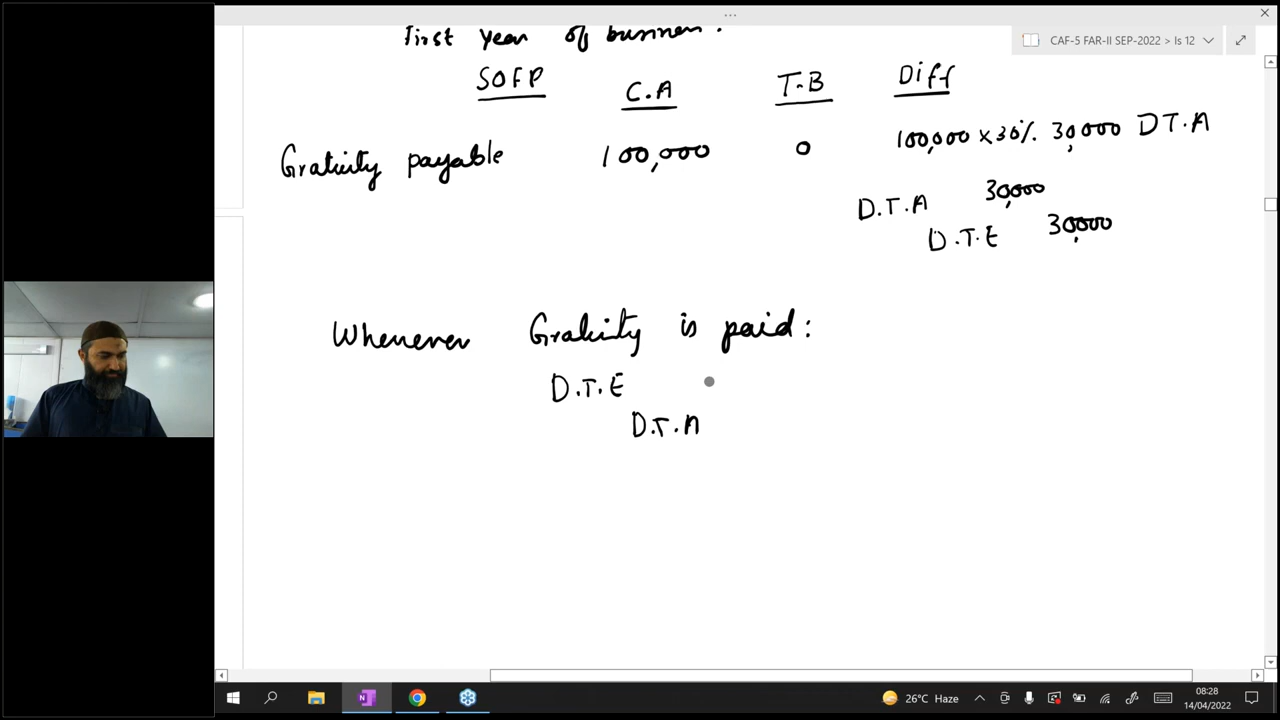 CAF-5 FAR-II SEP-2022 > Is 12
First year of business:
SOFP C.A T.B Diff
Gratuity payable 100,000 0 100,000 x 30% 30,000 DT.A
D.T.A 30,000
D.T.E 30,000
Whenever Gratuity is paid:
D.T.E
D.T.A
26°C Haze
08:28
14/04/2022